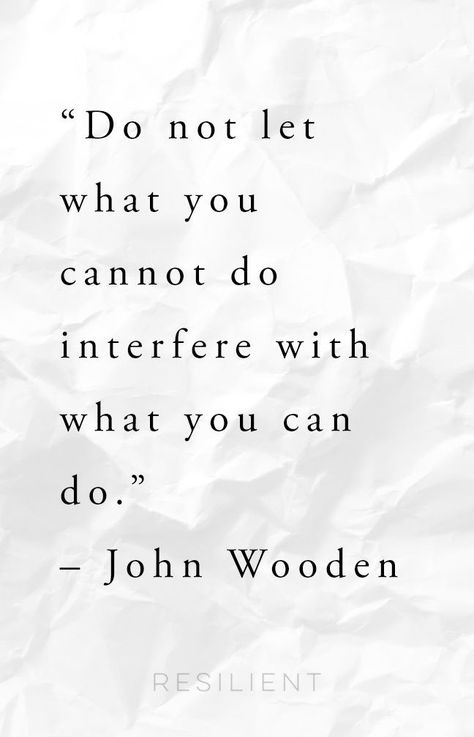 “Do not let
what you
cannot do
interfere with
what you can
do.”
– John Wooden
RESILIENT